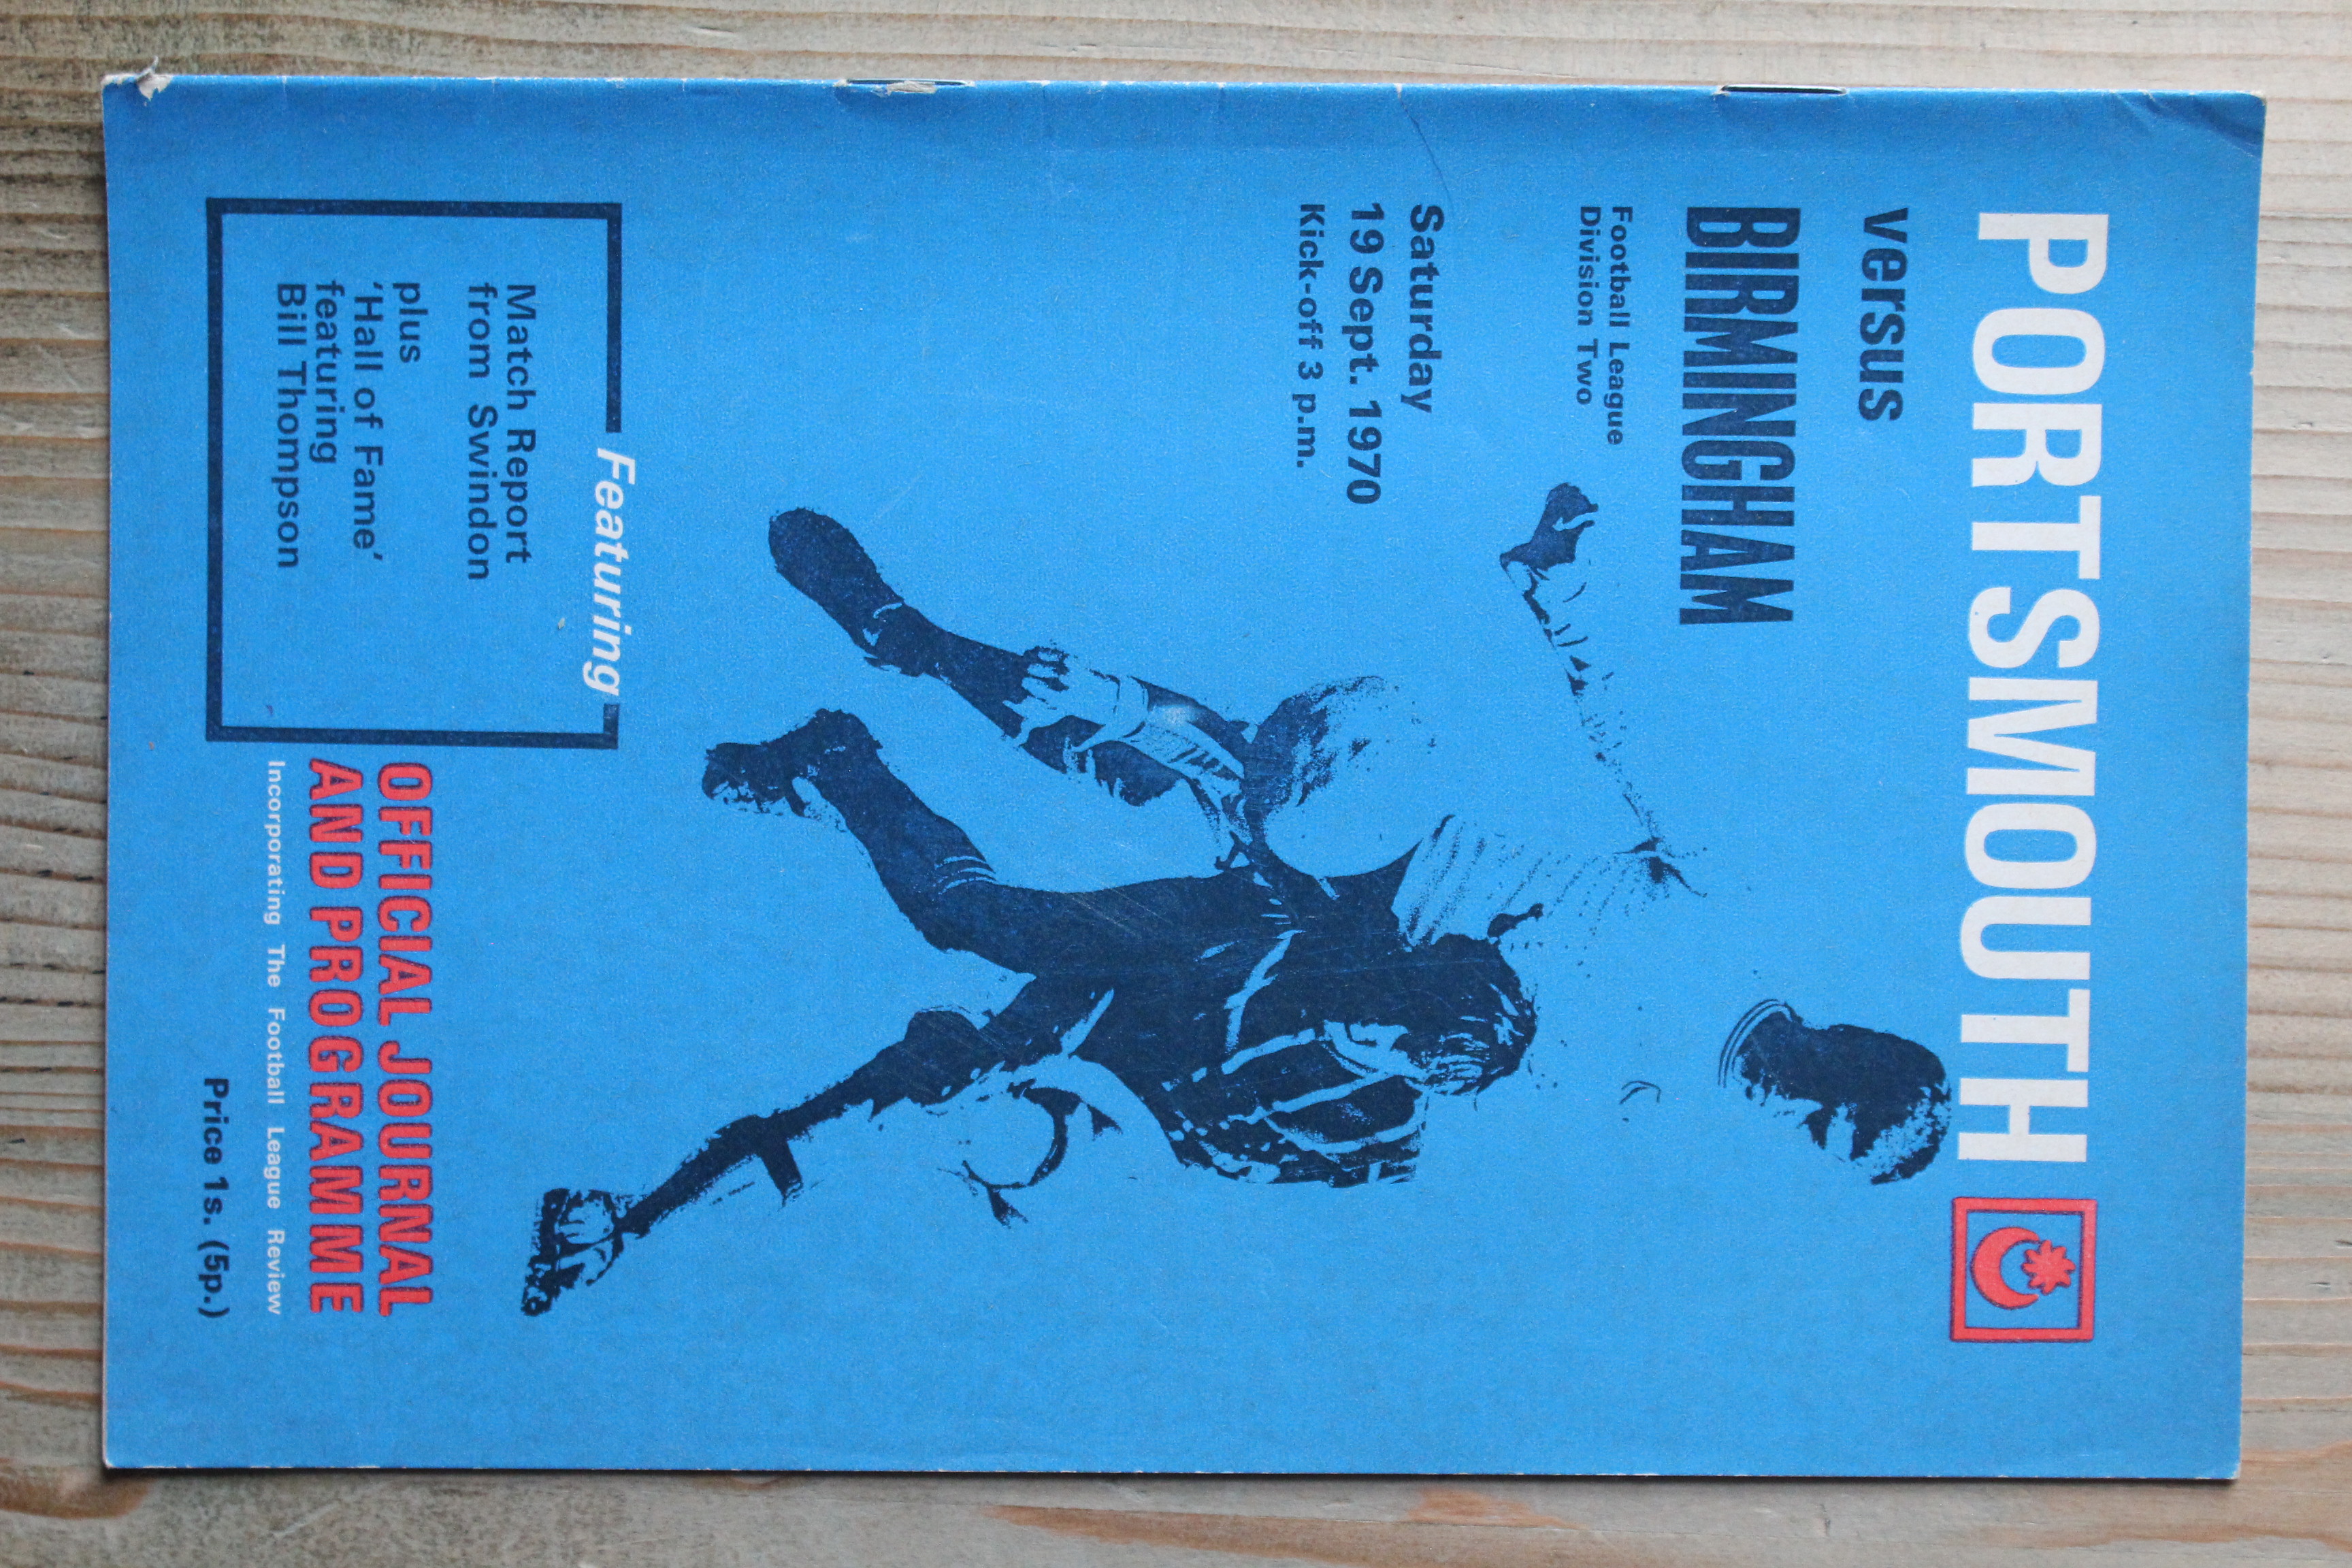 PORTSMOUTH
versus
BIRMINGHAM
Football League
Division Two
Saturday
19 Sept. 1970
Kick-off 3 p.m.
Featuring
Match Report
from Swindon
plus
‘Hall of Fame’
featuring
Bill Thompson
OFFICIAL JOURNAL
AND PROGRAMME
Incorporating The Football League Review
Price 1s. (5p.)